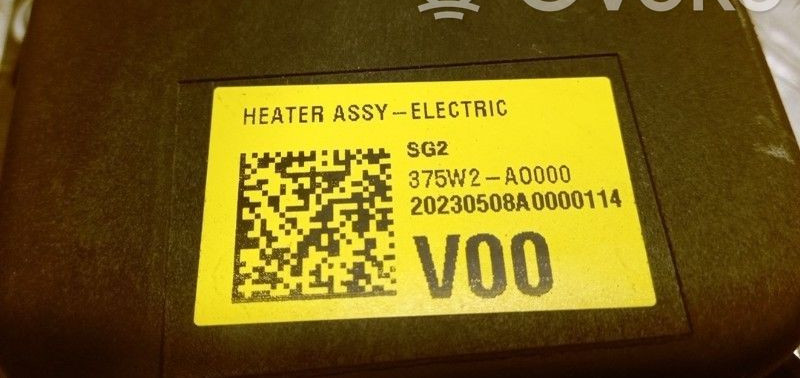 HEATER ASSY-ELECTRIC
SG2
375W2-A0000
20230508A0000114
V00